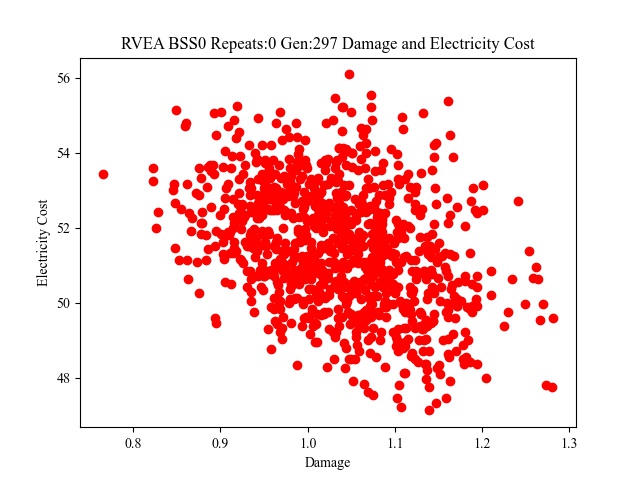 RVEA BSS0 Repeats:0 Gen:297 Damage and Electricity Cost
Electricity Cost
56
54
52
50
48
0.8 0.9 1.0 1.1 1.2 1.3
Damage